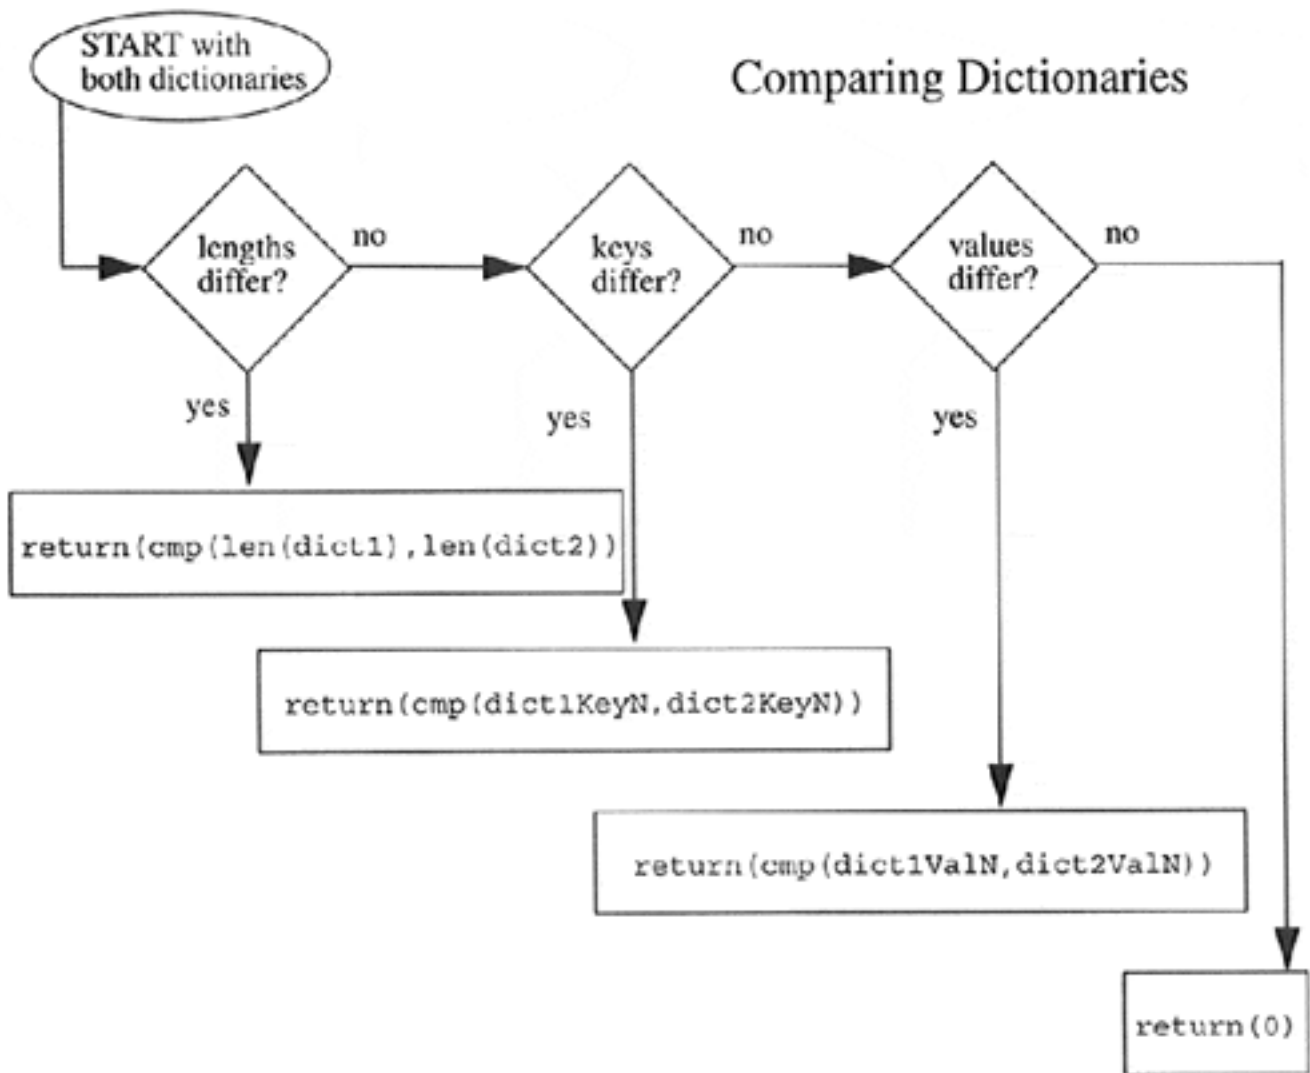 START with
both dictionaries
Comparing Dictionaries
lengths
differ?
no
keys
differ?
no
values
differ?
no
yes
yes
yes
return(cmp(len(dict1),len(dict2))
return(cmp(dict1KeyN,dict2KeyN))
return(cmp(dict1ValN,dict2ValN))
return(0)